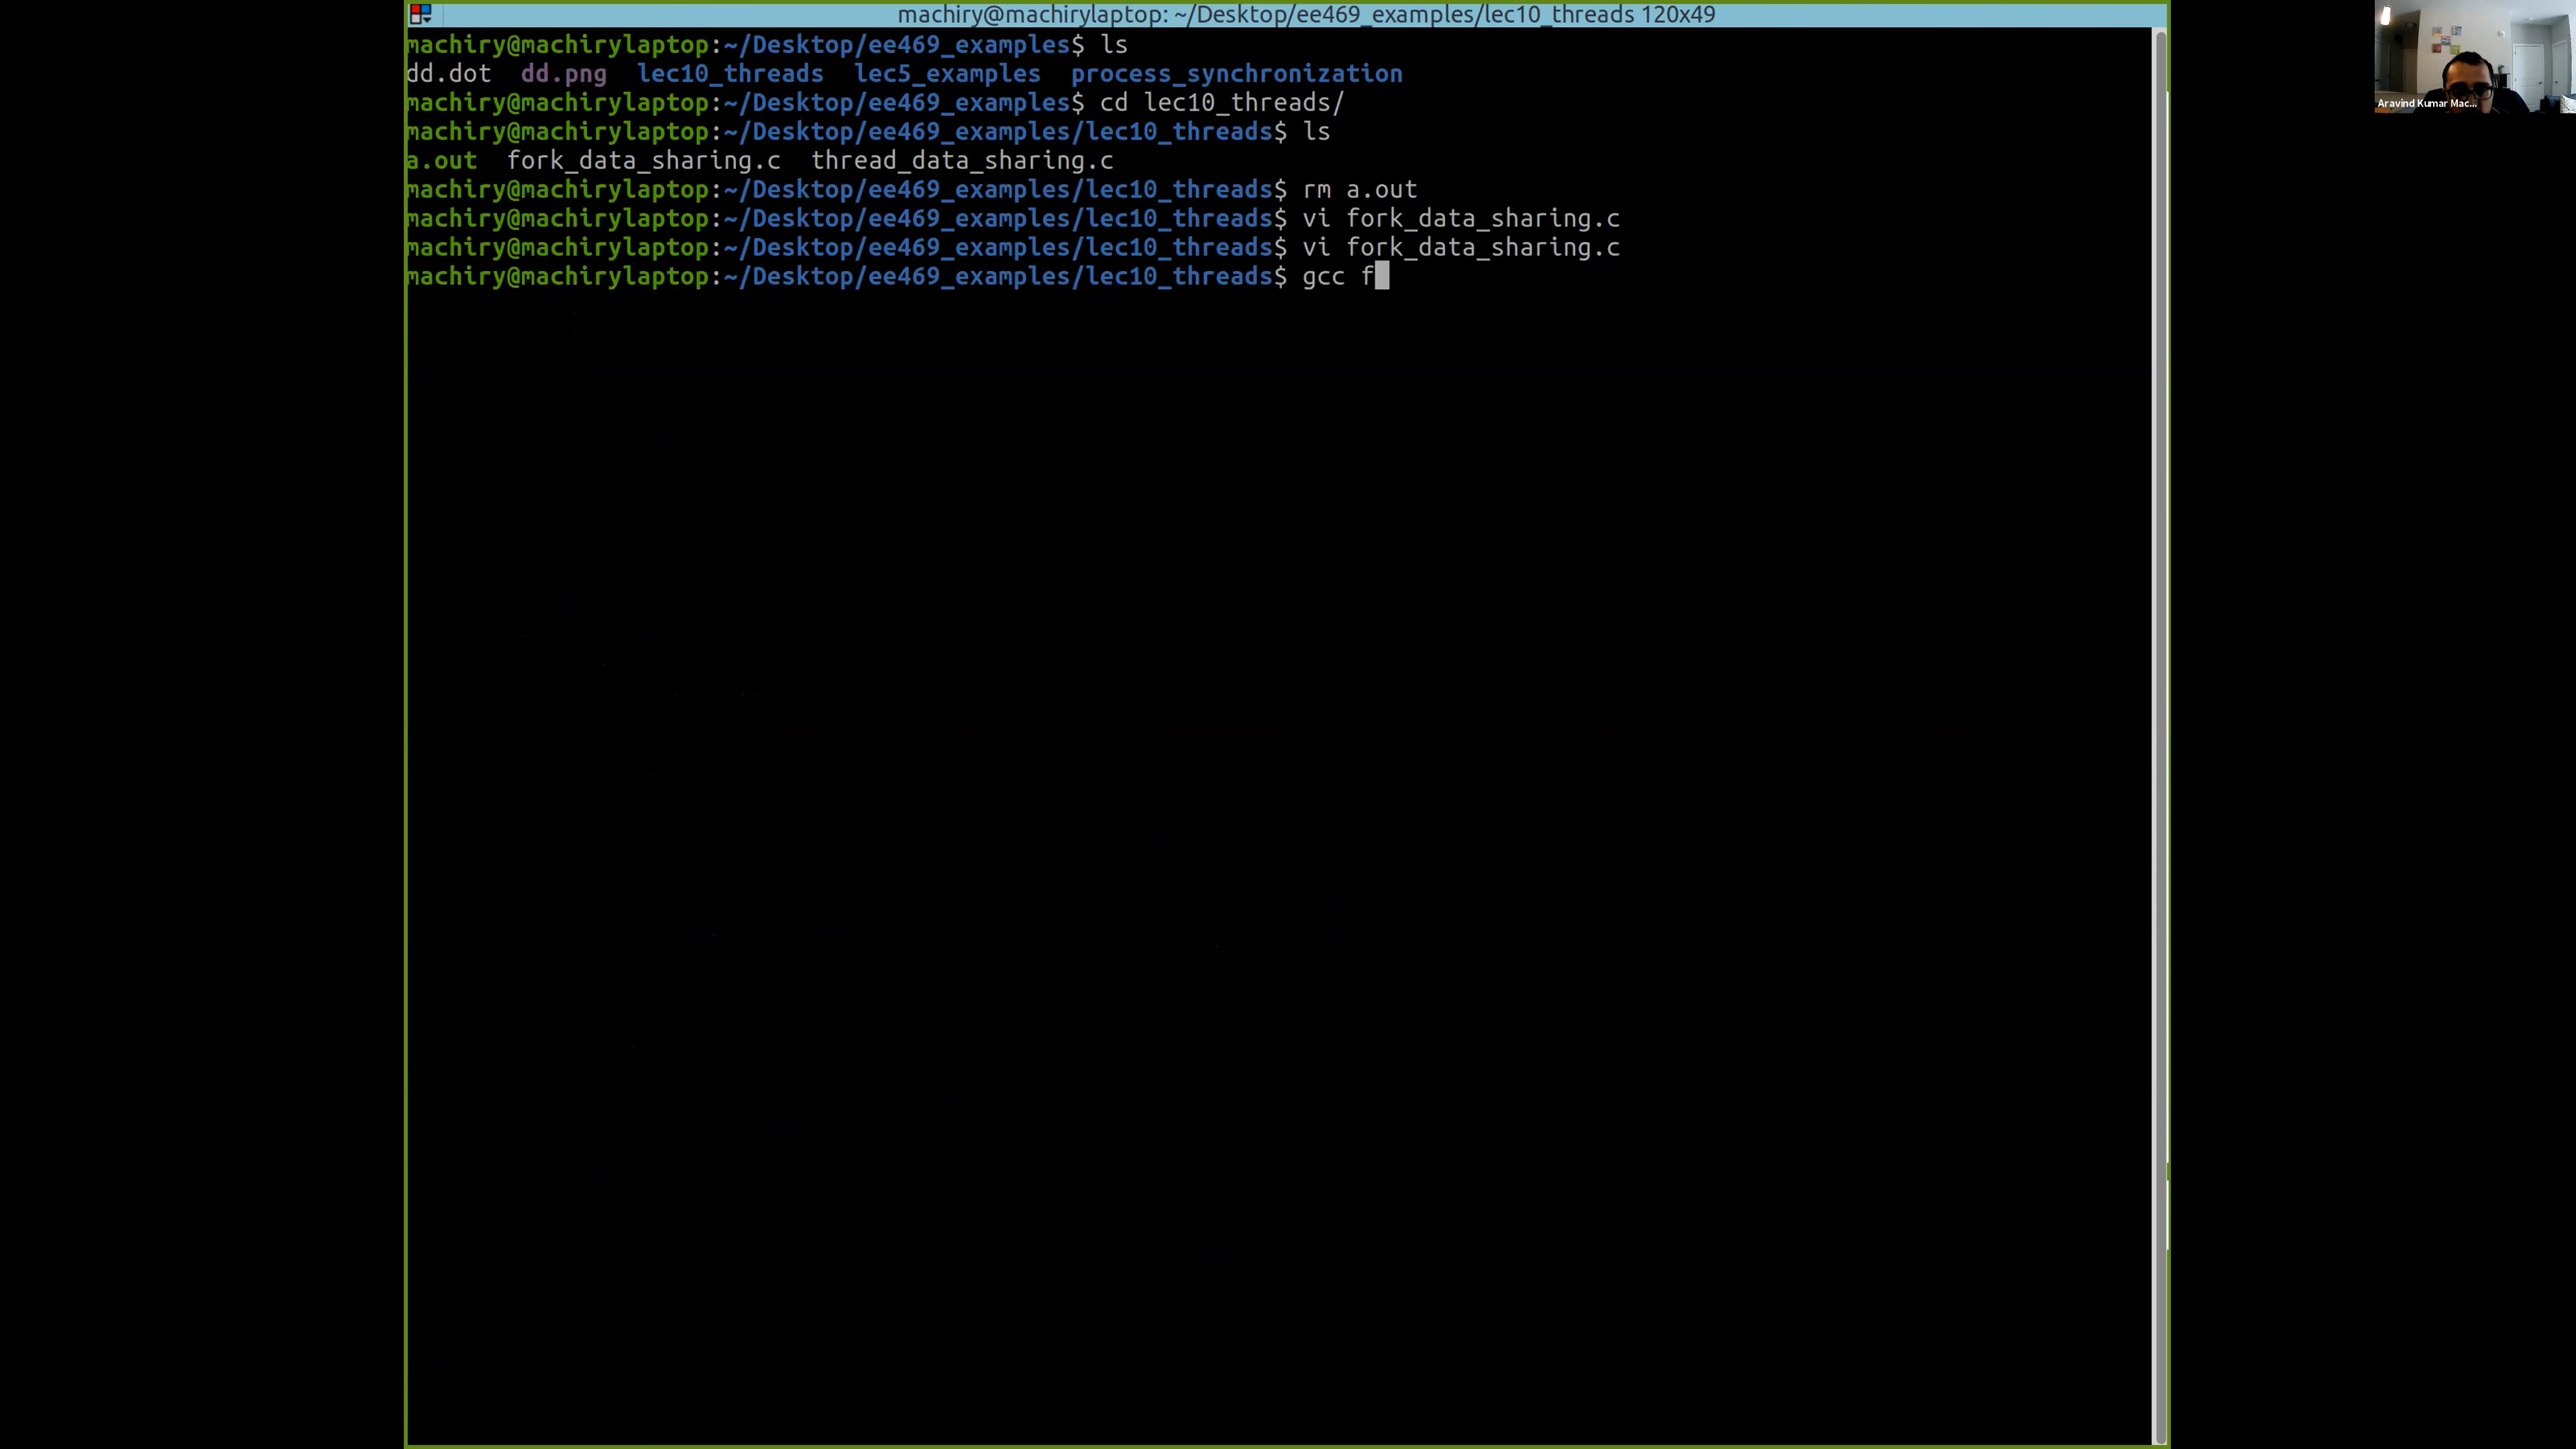 machiry@machirylaptop: ~/Desktop/ee469_examples/lec10_threads 120x49
machiry@machirylaptop:~/Desktop/ee469_examples$ ls
dd.dot  dd.png  lec10_threads  lec5_examples  process_synchronization
machiry@machirylaptop:~/Desktop/ee469_examples$ cd lec10_threads/
machiry@machirylaptop:~/Desktop/ee469_examples/lec10_threads$ ls
a.out  fork_data_sharing.c  thread_data_sharing.c
machiry@machirylaptop:~/Desktop/ee469_examples/lec10_threads$ rm a.out
machiry@machirylaptop:~/Desktop/ee469_examples/lec10_threads$ vi fork_data_sharing.c
machiry@machirylaptop:~/Desktop/ee469_examples/lec10_threads$ vi fork_data_sharing.c
machiry@machirylaptop:~/Desktop/ee469_examples/lec10_threads$ gcc f
Aravind Kumar Mac...